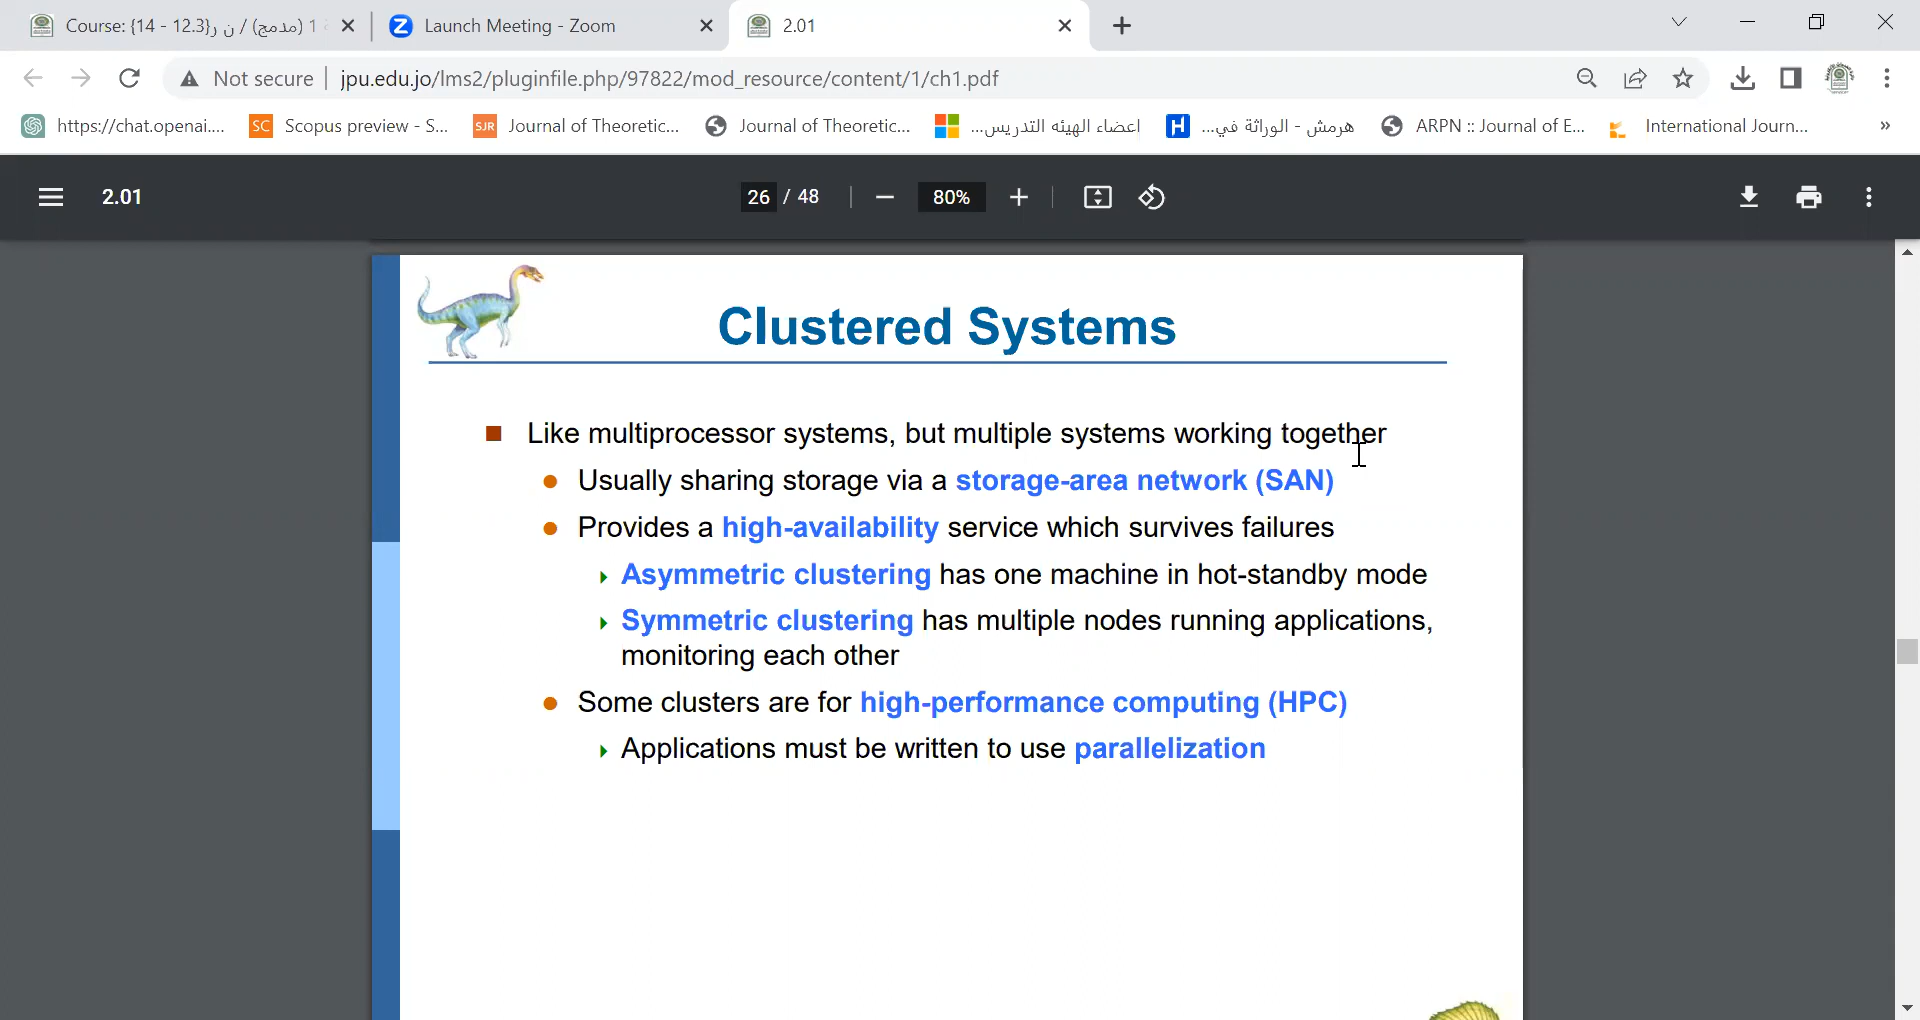 Course: {14 - 12.3}ر ن / (مدمج) 1
Launch Meeting - Zoom
2.01
Not secure
jpu.edu.jo/lms2/pluginfile.php/97822/mod_resource/content/1/ch1.pdf
https://chat.openai....
SC
Scopus preview - S...
SJR
Journal of Theoretic...
Journal of Theoretic...
اعضاء الهيئه التدريس...
H
هرمش - الوراثة في...
ARPN :: Journal of E...
International Journ...
»
2.01
26 / 48
80%
Clustered Systems
Like multiprocessor systems, but multiple systems working together
Usually sharing storage via a storage-area network (SAN)
Provides a high-availability service which survives failures
Asymmetric clustering has one machine in hot-standby mode
Symmetric clustering has multiple nodes running applications,
monitoring each other
Some clusters are for high-performance computing (HPC)
Applications must be written to use parallelization